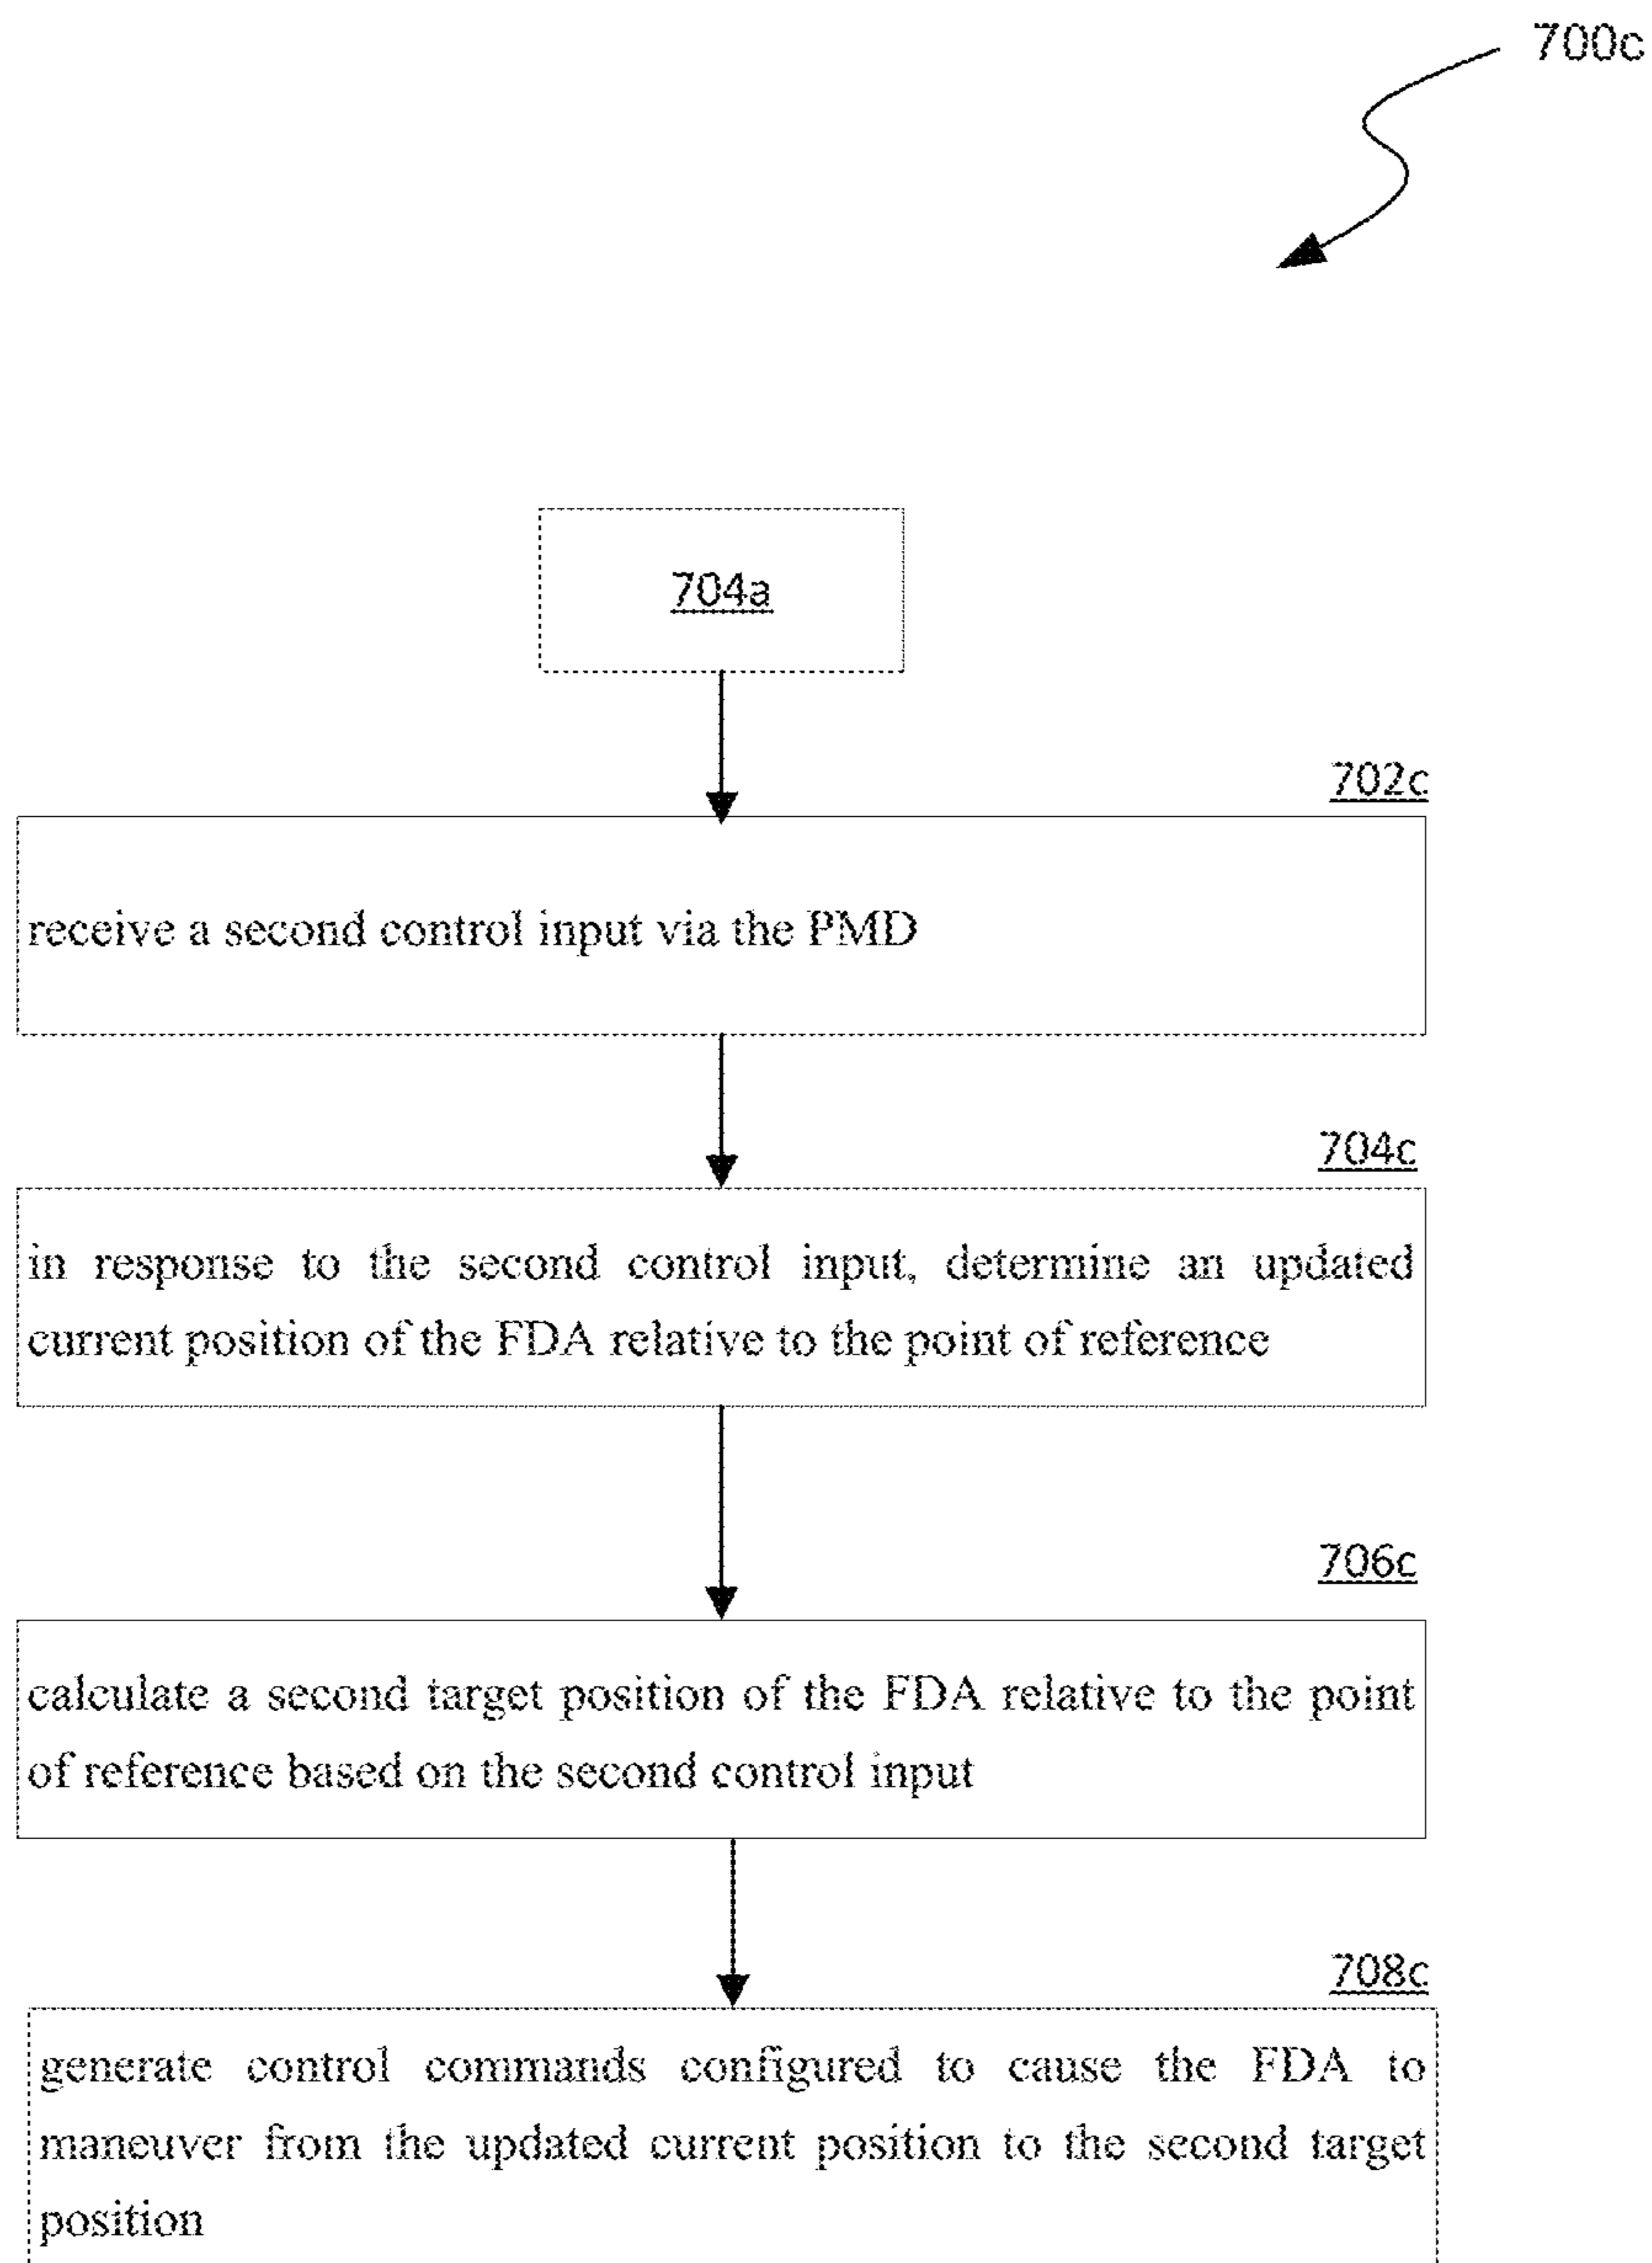 700c
704a
702c
receive a second control input via the PMD
704c
in response to the second control input, determine an updated
current position of the FDA relative to the point of reference
706c
calculate a second target position of the FDA relative to the point
of reference based on the second control input
708c
generate control commands configured to cause the FDA to
maneuver from the updated current position to the second target
position